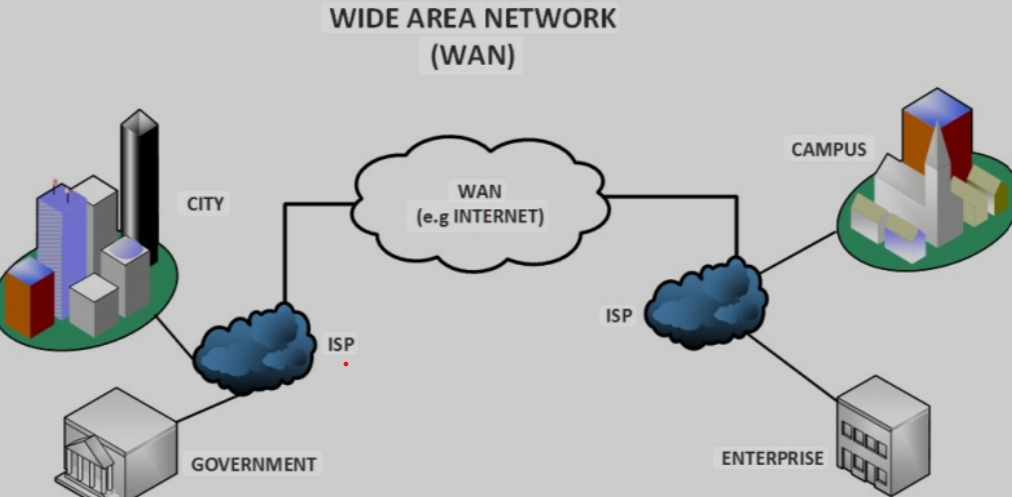 WIDE AREA NETWORK
(WAN)
CAMPUS
CITY
WAN
(e.g INTERNET)
ISP
ISP
GOVERNMENT
ENTERPRISE